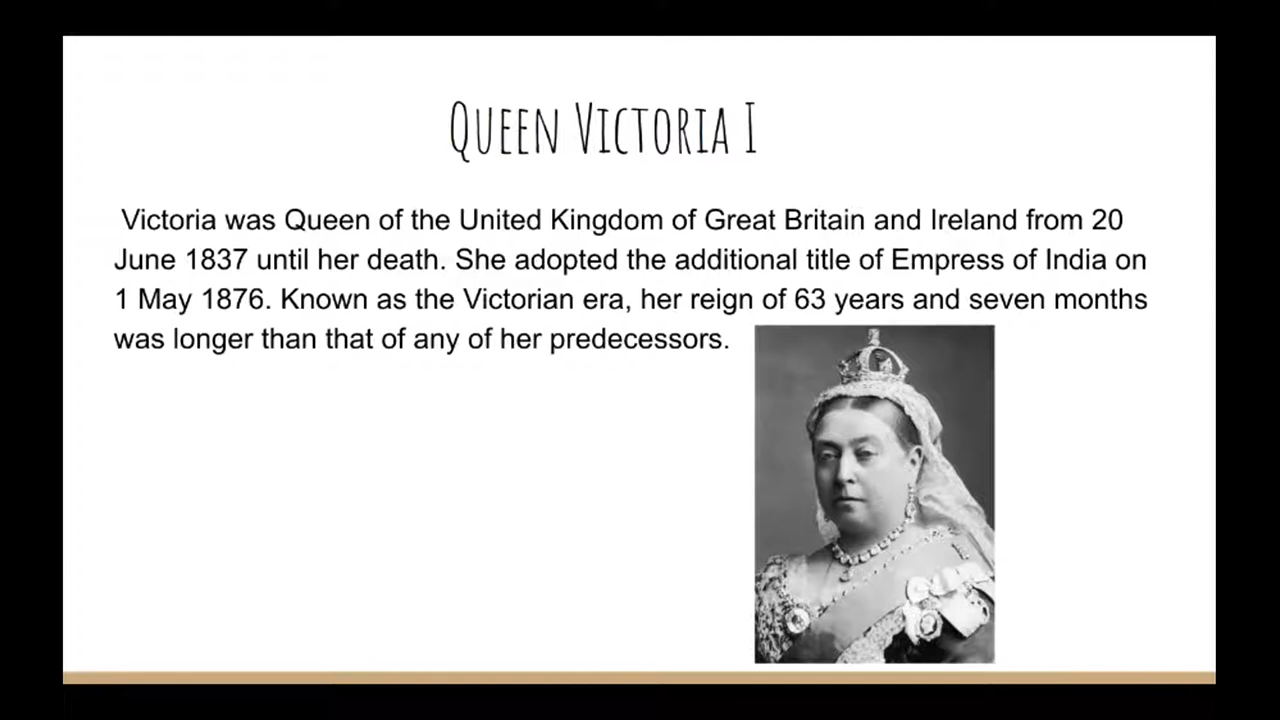 Queen Victoria I
Victoria was Queen of the United Kingdom of Great Britain and Ireland from 20
June 1837 until her death. She adopted the additional title of Empress of India on
1 May 1876. Known as the Victorian era, her reign of 63 years and seven months
was longer than that of any of her predecessors.